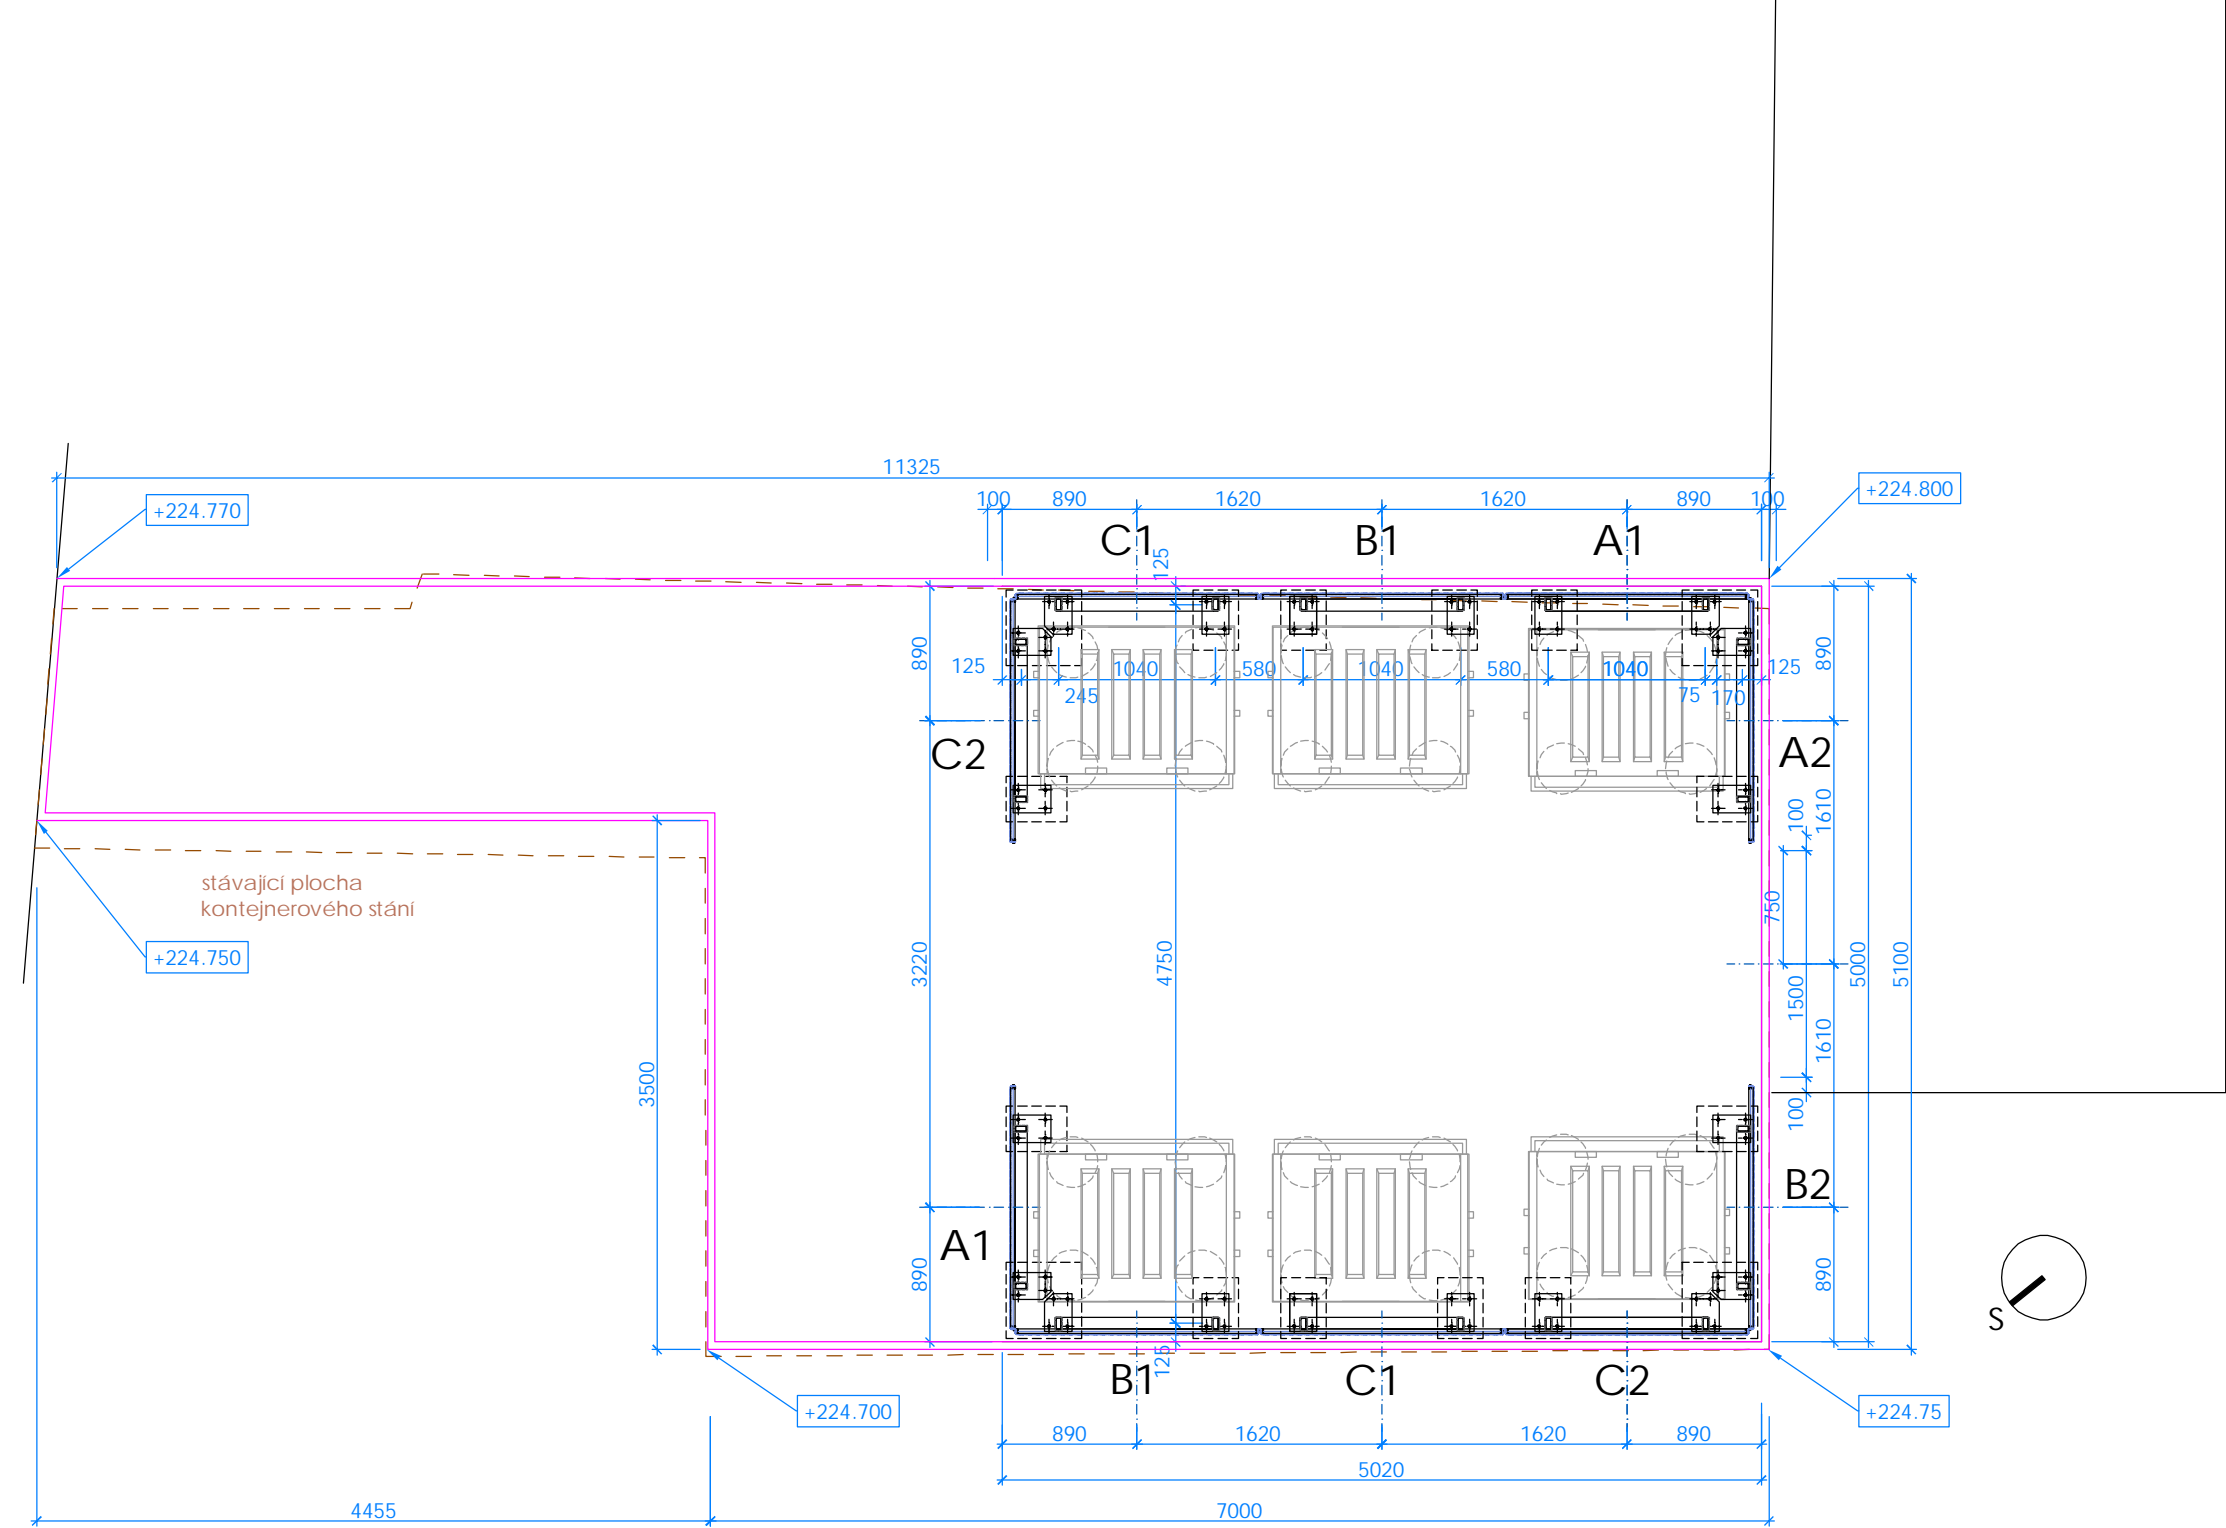 11325
100 890 1620 1620 890 100
+224.770
+224.800
C1 B1 A1
125
890
125 1040 580 1040 580 1040 125
245 75 170
890
C2 A2
100 1610
stávající plocha
kontejnerového stání
750
+224.750
3220 4750 1500 5000 5100
3500 1610
100
A1 B2
890 890
S
125
B1 C1 C2
+224.700
+224.75
890 1620 1620 890
5020
4455 7000